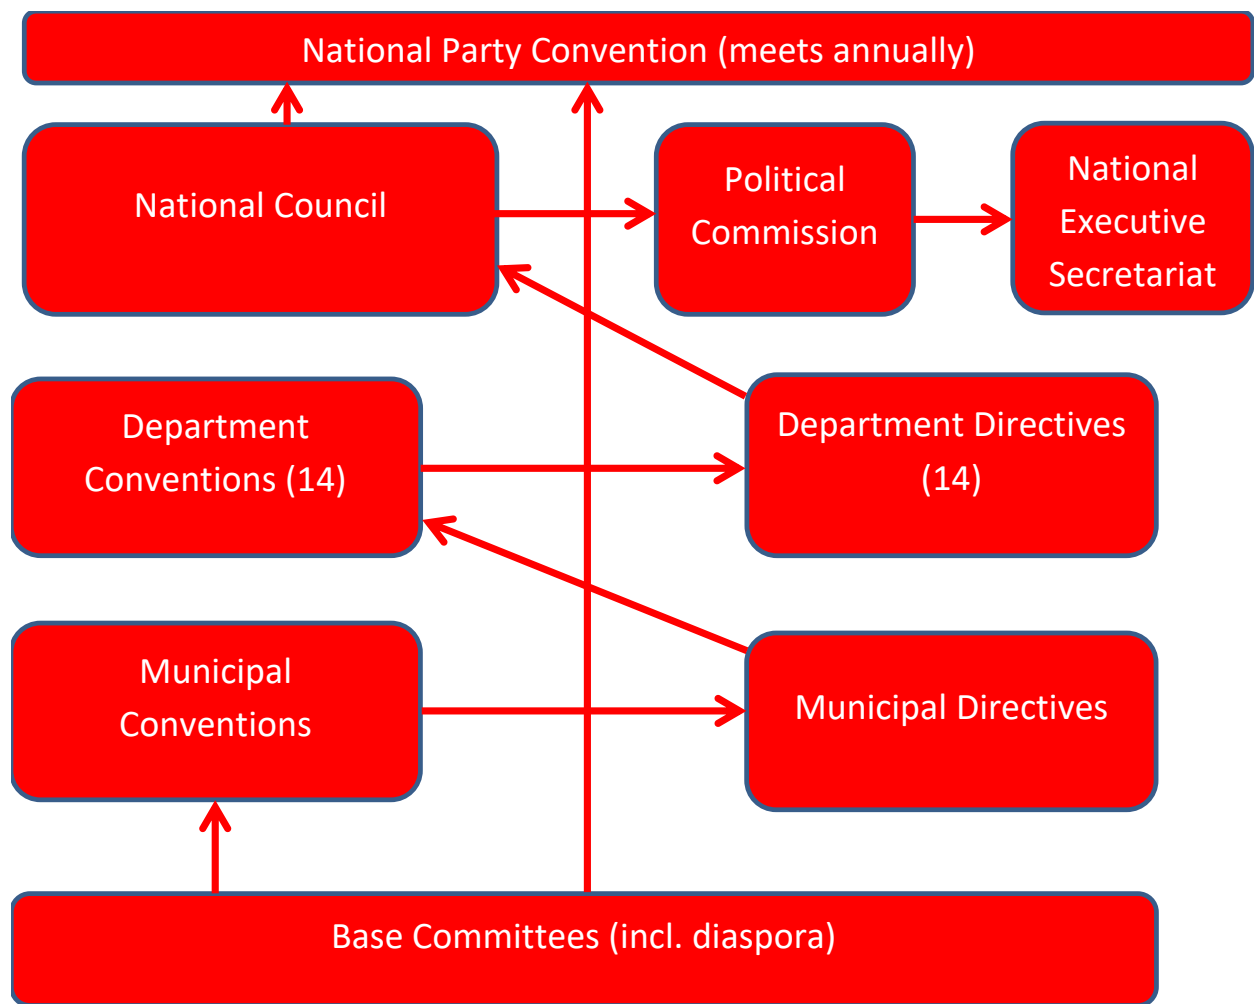 National Party Convention (meets annually)
National Council
Political
Commission
National
Executive
Secretariat
Department
Conventions (14)
Department Directives
(14)
Municipal
Conventions
Municipal Directives
Base Committees (incl. diaspora)